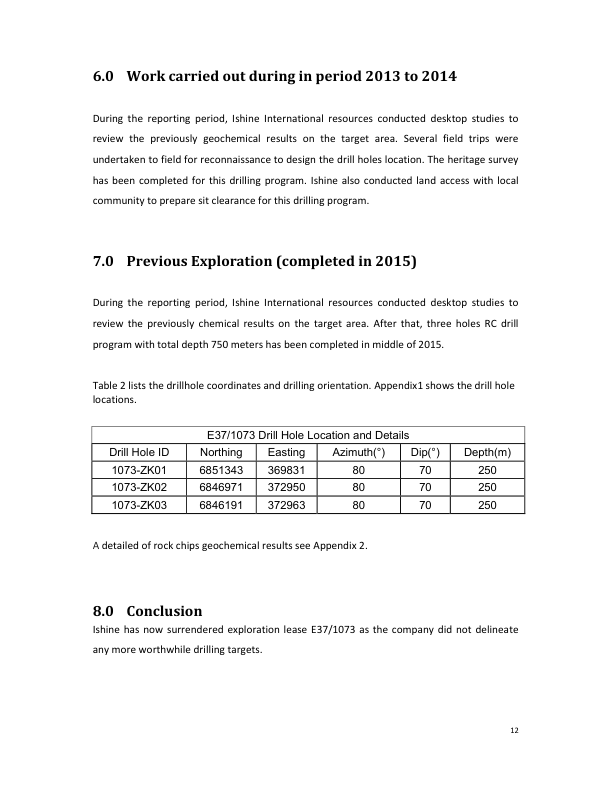 6.0 Work carried out during in period 2013 to 2014
During the reporting period, Ishine International resources conducted desktop studies to
review the previously geochemical results on the target area. Several field trips were
undertaken to field for reconnaissance to design the drill holes location. The heritage survey
has been completed for this drilling program. Ishine also conducted land access with local
community to prepare sit clearance for this drilling program.
7.0 Previous Exploration (completed in 2015)
During the reporting period, Ishine International resources conducted desktop studies to
review the previously chemical results on the target area. After that, three holes RC drill
program with total depth 750 meters has been completed in middle of 2015.
Table 2 lists the drillhole coordinates and drilling orientation. Appendix1 shows the drill hole
locations.
E37/1073 Drill Hole Location and Details
Drill Hole ID Northing Easting Azimuth(°) Dip(°) Depth(m)
1073-ZK01 6851343 369831 80 70 250
1073-ZK02 6846971 372950 80 70 250
1073-ZK03 6846191 372963 80 70 250
A detailed of rock chips geochemical results see Appendix 2.
8.0 Conclusion
Ishine has now surrendered exploration lease E37/1073 as the company did not delineate
any more worthwhile drilling targets.
12